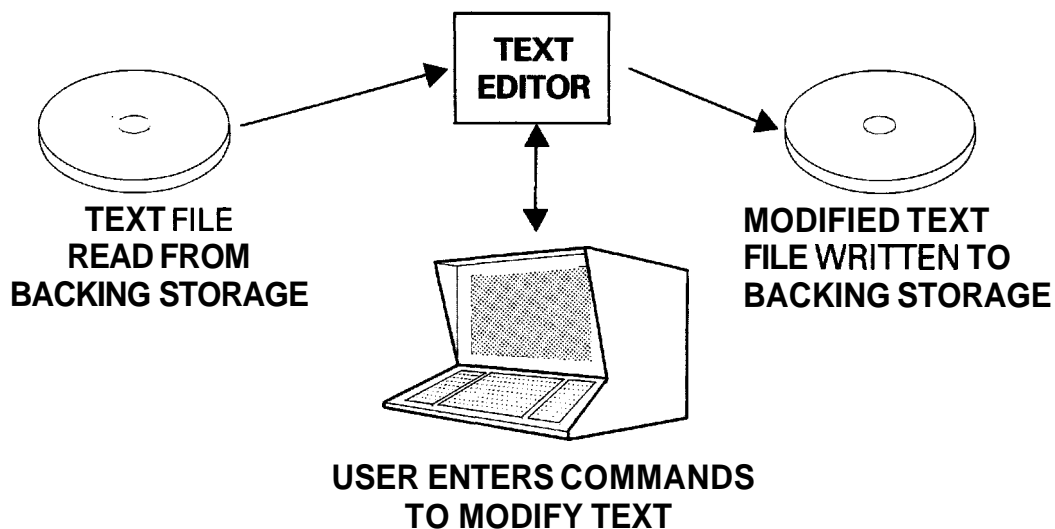 TEXT
EDITOR
TEXT FILE
READ FROM
BACKING STORAGE
MODIFIED TEXT
FILE WRITTEN TO
BACKING STORAGE
USER ENTERS COMMANDS
TO MODIFY TEXT